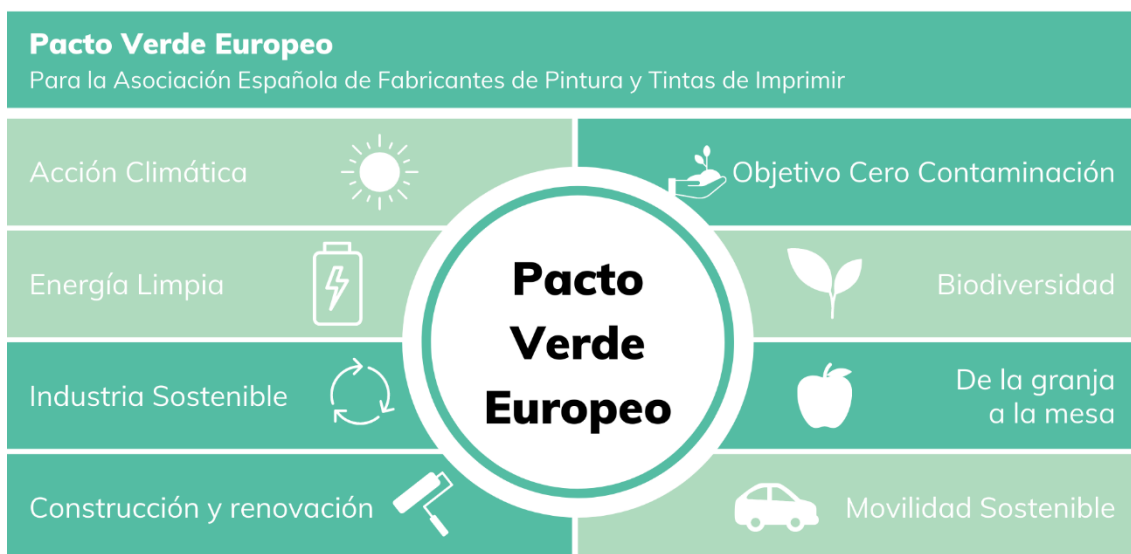 Pacto Verde Europeo
Para la Asociación Española de Fabricantes de Pintura y Tintas de Imprimir
Acción Climática
Objetivo Cero Contaminación
Energía Limpia
Biodiversidad
Industria Sostenible
De la granja
a la mesa
Construcción y renovación
Movilidad Sostenible
Pacto
Verde
Europeo